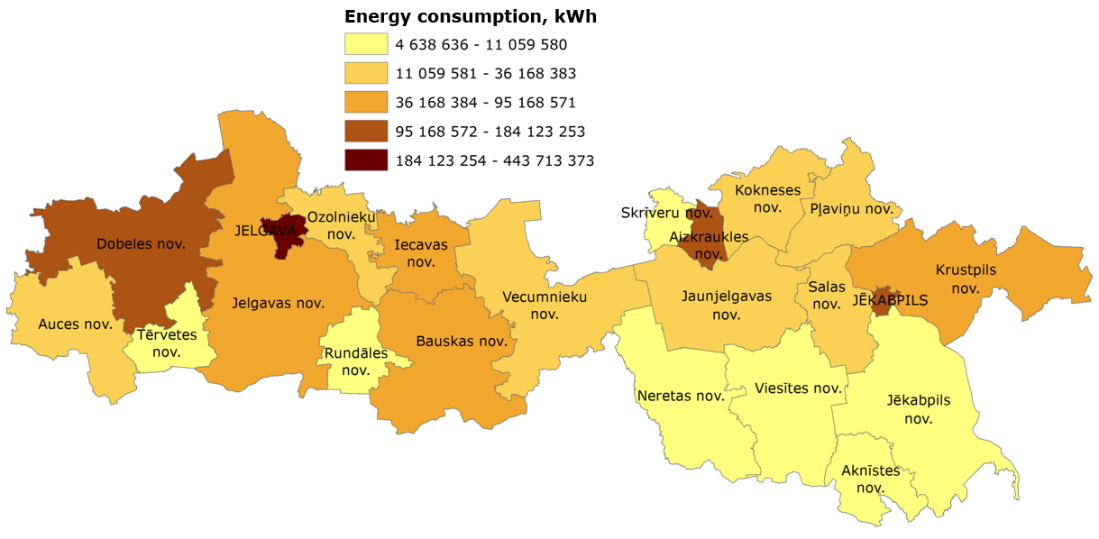 Energy consumption, kWh
4 638 636 - 11 059 580
11 059 581 - 36 168 383
36 168 384 - 95 168 571
95 168 572 - 184 123 253
184 123 254 - 443 713 373
Kokneses
nov.
Pļaviņu nov.
Skrīveru nov.
Aizkraukles
nov.
Ozolnieku
nov.
JELGAVA
Dobeles nov.
Iecavas
nov.
Krustpils
nov.
Vecumnieku
nov.
Jaunjelgavas
nov.
Salas
nov.
JĒKABPILS
Jelgavas nov.
Auces nov.
Tērvetes
nov.
Rundāles
nov.
Bauskas nov.
Neretas nov.
Viesītes nov.
Jēkabpils
nov.
Aknīstes
nov.